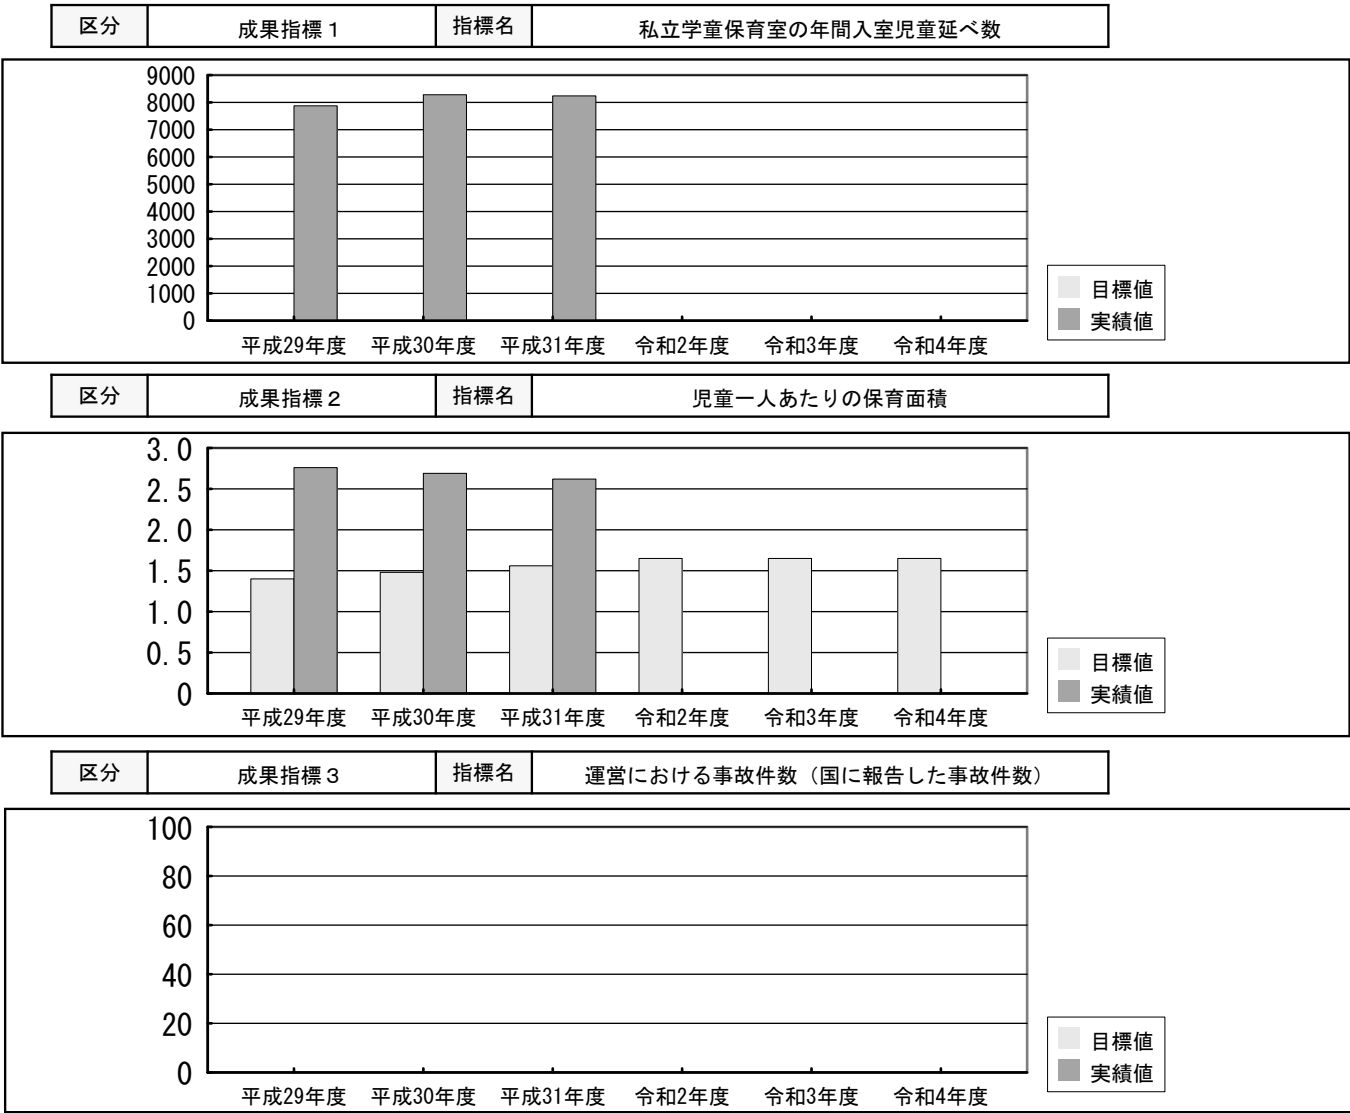 区分 成果指標１ 指標名 私立学童保育室の年間入室児童延べ数
9000
8000
7000
6000
5000
4000
3000
2000
1000
0
平成29年度 平成30年度 平成31年度 令和2年度 令和3年度 令和4年度
目標値
実績値
区分 成果指標２ 指標名 児童一人あたりの保育面積
3.0
2.5
2.0
1.5
1.0
0.5
0
平成29年度 平成30年度 平成31年度 令和2年度 令和3年度 令和4年度
目標値
実績値
区分 成果指標３ 指標名 運営における事故件数（国に報告した事故件数）
100
80
60
40
20
0
平成29年度 平成30年度 平成31年度 令和2年度 令和3年度 令和4年度
目標値
実績値